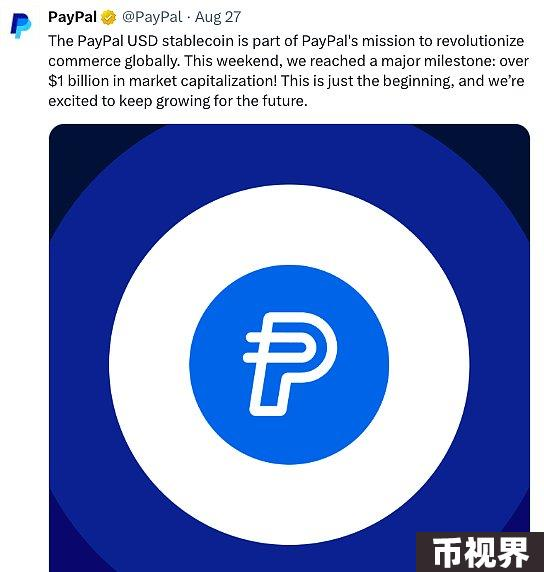 PayPal @PayPal · Aug 27
The PayPal USD stablecoin is part of PayPal's mission to revolutionize
commerce globally. This weekend, we reached a major milestone: over
$1 billion in market capitalization! This is just the beginning, and we're
excited to keep growing for the future.
币视界